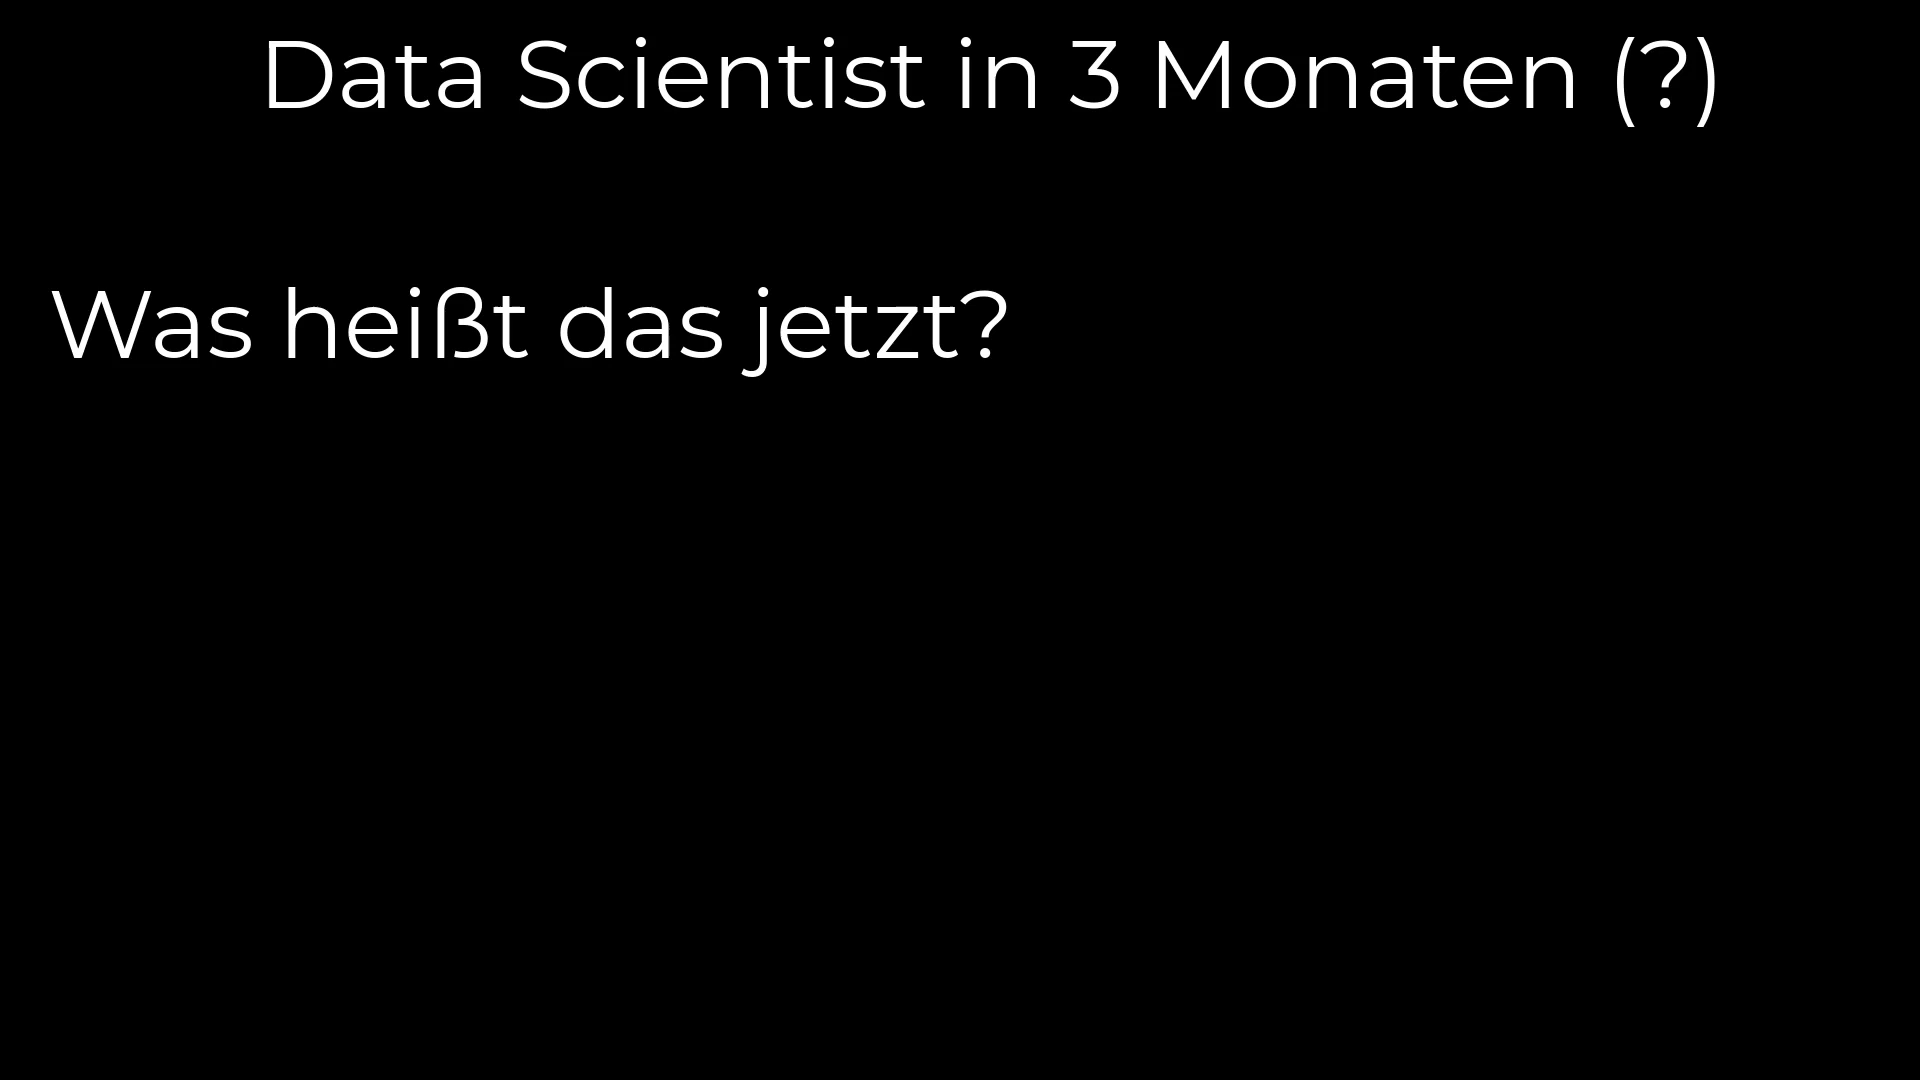 Data Scientist in 3 Monaten (?)
Was heißt das jetzt?